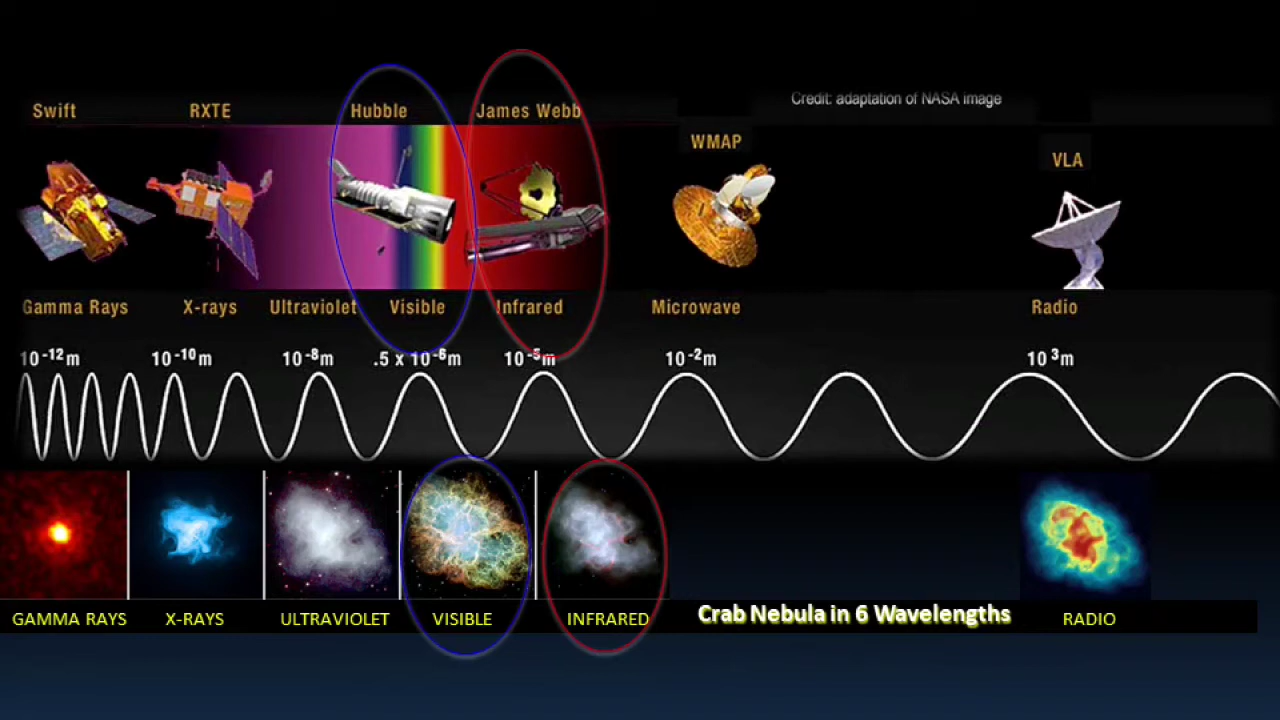 Credit: adaptation of NASA image
Swift
RXTE
Hubble
James Webb
WMAP
VLA
Gamma Rays
X-rays
Ultraviolet
Visible
Infrared
Microwave
Radio
10⁻¹²m
10⁻¹⁰m
10⁻⁸m
.5 x 10⁻⁶m
10⁻⁵m
10⁻²m
10³m
GAMMA RAYS
X-RAYS
ULTRAVIOLET
VISIBLE
INFRARED
Crab Nebula in 6 Wavelengths
RADIO